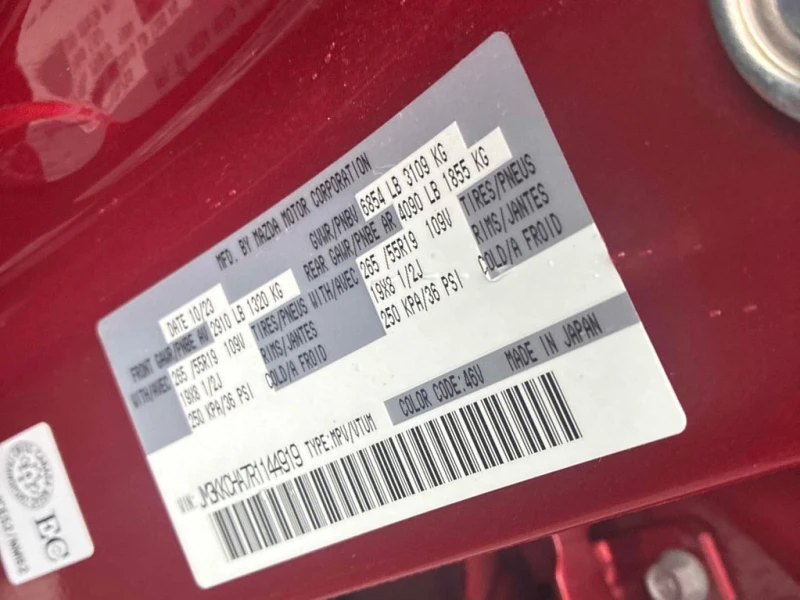 MFD. BY MAZDA MOTOR CORPORATION
DATE 10/23 GVWR/PNBV 6854 LB 3109 KG
FRONT GAWR/PNBE AV 2910 LB 1320 KG REAR GAWR/PNBE AR 4090 LB 1855 KG
WITH/AVEC 265 /55R19 109V TIRES/PNEUS WITH/AVEC 265 /55R19 109V TIRES/PNEUS
19X8 1/2J RIMS/JANTES 19X8 1/2J RIMS/JANTES
250 KPA/36 PSI COLD/A FROID 250 KPA/36 PSI COLD/A FROID
COLOR CODE:46V MADE IN JAPAN
VIN: JM3KKCHA7R1144919 TYPE:MPV/VTUM
EC